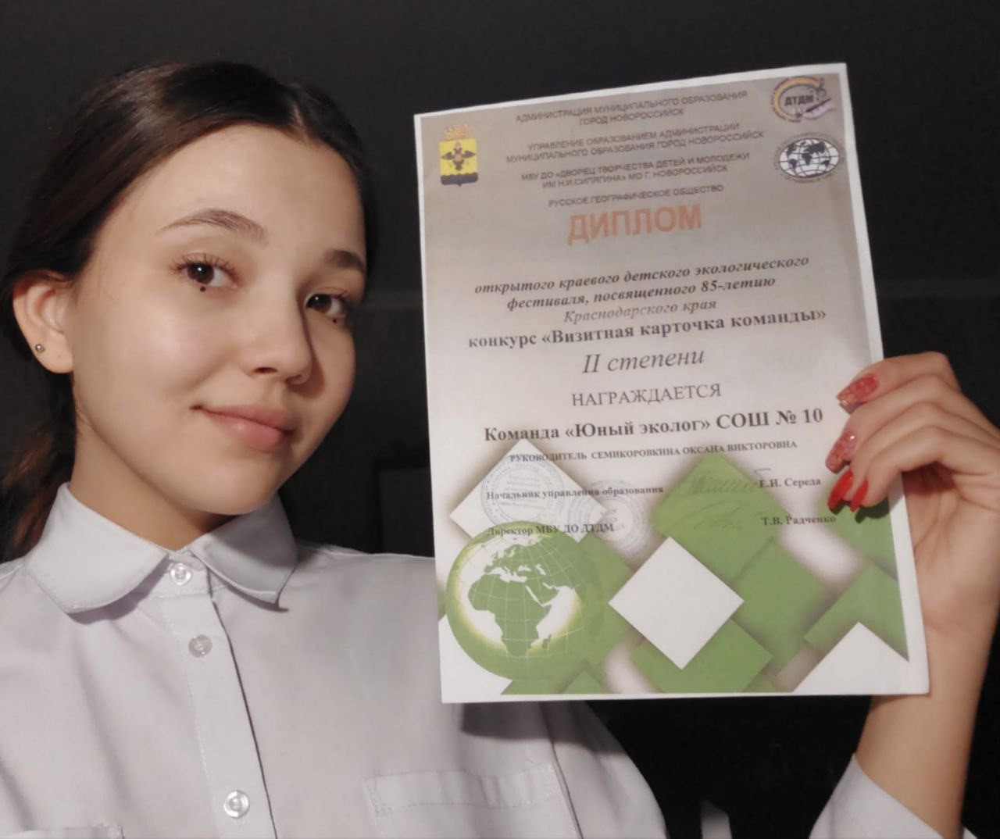 АДМИНИСТРАЦИЯ МУНИЦИПАЛЬНОГО ОБРАЗОВАНИЯ
ГОРОД НОВОРОССИЙСК
УПРАВЛЕНИЕ ОБРАЗОВАНИЕМ АДМИНИСТРАЦИИ
МУНИЦИПАЛЬНОГО ОБРАЗОВАНИЯ ГОРОД НОВОРОССИЙСК
МБУ ДО «ДВОРЕЦ ТВОРЧЕСТВА ДЕТЕЙ И МОЛОДЕЖИ
ИМ Н.И.СИПЯГИНА» МО Г. НОВОРОССИЙСК
РУССКОЕ ГЕОГРАФИЧЕСКОЕ ОБЩЕСТВО
ДТДМ
ДИПЛОМ
открытого краевого детского экологического
фестиваля, посвященного 85-летию
Краснодарского края
конкурс «Визитная карточка команды»
II степени
НАГРАЖДАЕТСЯ
Команда «Юный эколог» СОШ № 10
РУКОВОДИТЕЛЬ СЕМИКОРОВКИНА ОКСАНА ВИКТОРОВНА
Начальник управления образования Е.И. Середа
Директор МБУ ДО ДТДМ Т.В. Радченко